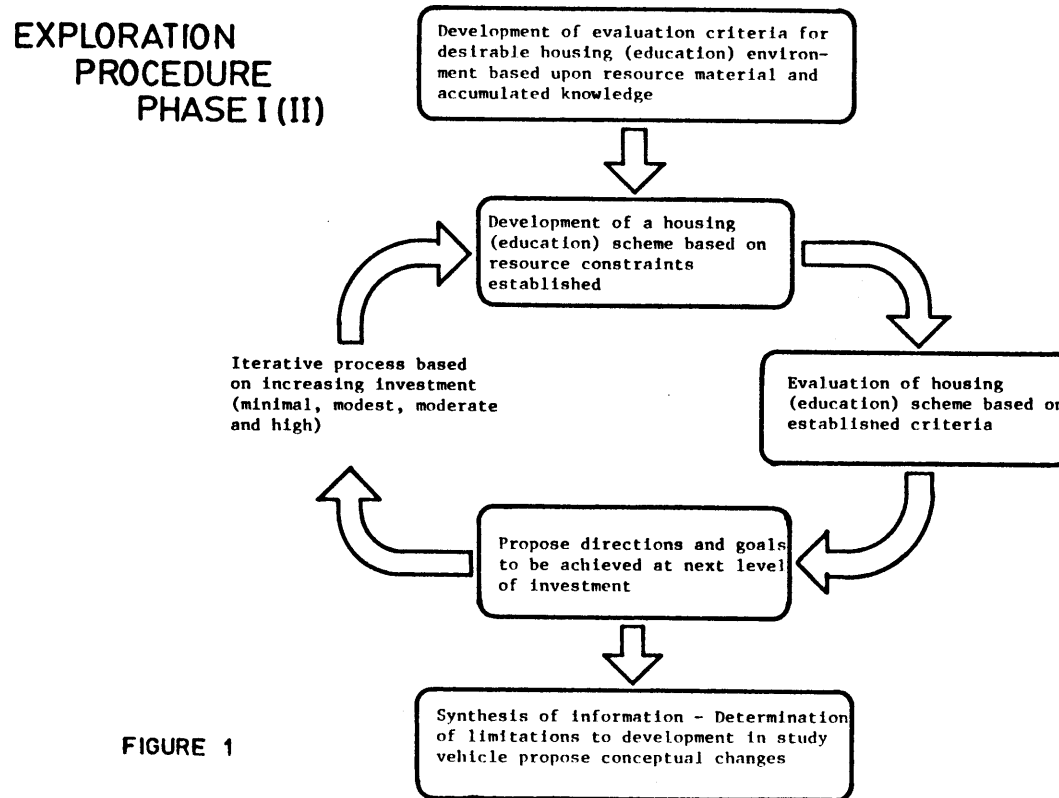 EXPLORATION
PROCEDURE
PHASE I (II)
Development of evaluation criteria for
desirable housing (education) environ-
ment based upon resource material and
accumulated knowledge
Development of a housing
(education) scheme based on
resource constraints
established
Iterative process based
on increasing investment
(minimal, modest, moderate
and high)
Evaluation of housing
(education) scheme based on
established criteria
Propose directions and goals
to be achieved at next level
of investment
Synthesis of information - Determination
of limitations to development in study
vehicle propose conceptual changes
FIGURE 1